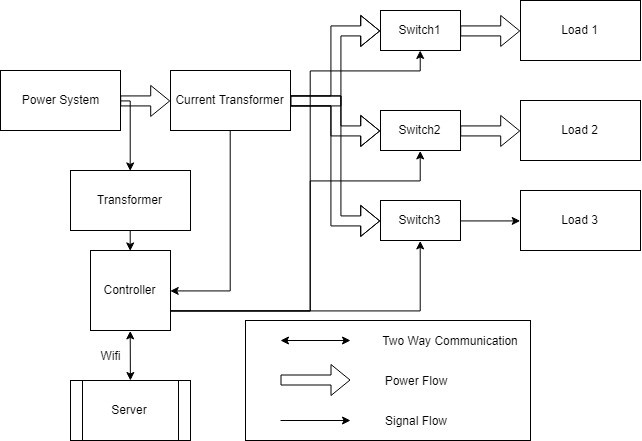 Switch1
Load 1
Power System
Current Transformer
Switch2
Load 2
Transformer
Switch3
Load 3
Controller
Wifi
Server
Two Way Communication
Power Flow
Signal Flow